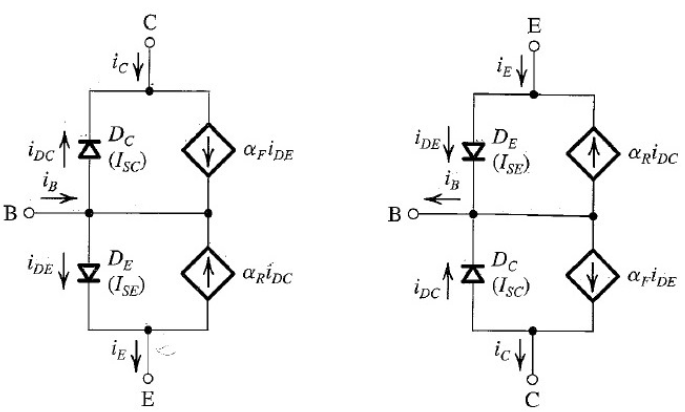 C
i_C
i_DC
D_C
(I_SC)
α_F i_DE
i_B
B
i_DE
D_E
(I_SE)
α_R i_DC
i_E
E
E
i_E
i_DE
D_E
(I_SE)
α_R i_DC
i_B
B
i_DC
D_C
(I_SC)
α_F i_DE
i_C
C